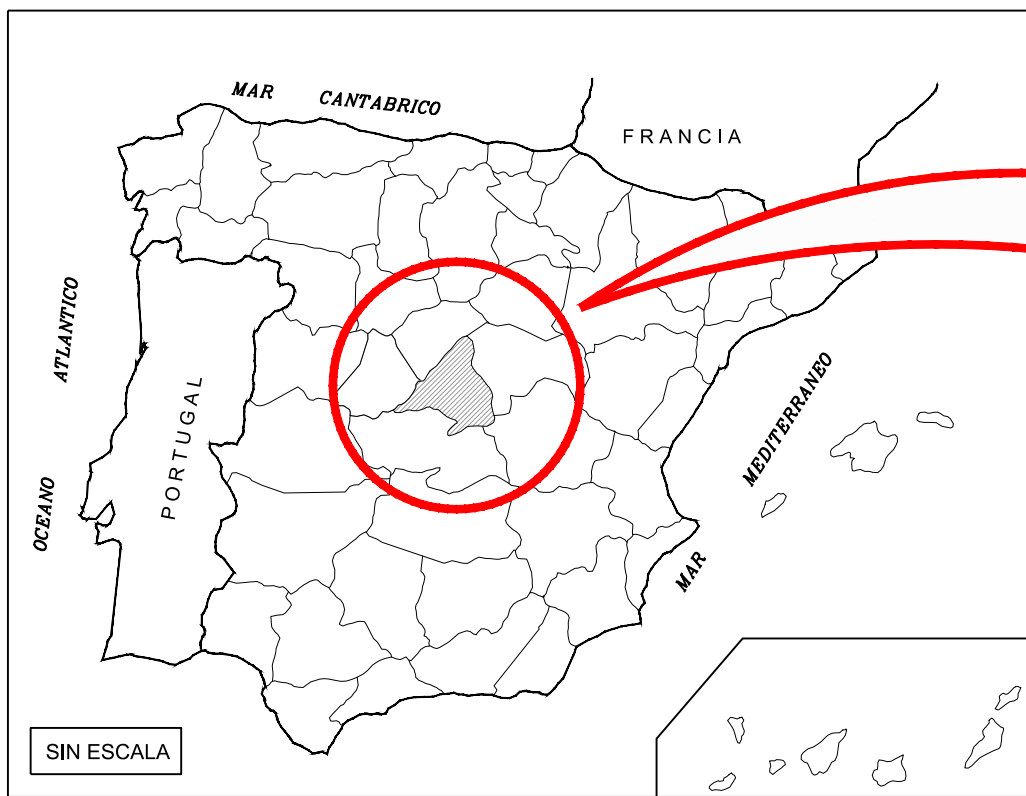 MAR CANTABRICO
FRANCIA
OCEANO ATLANTICO
PORTUGAL
MAR MEDITERRANEO
SIN ESCALA